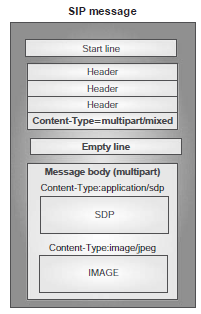 SIP message
Start line
Header
Header
Header
Content-Type=multipart/mixed
Empty line
Message body (multipart)
Content-Type:application/sdp
SDP
Content-Type:image/jpeg
IMAGE